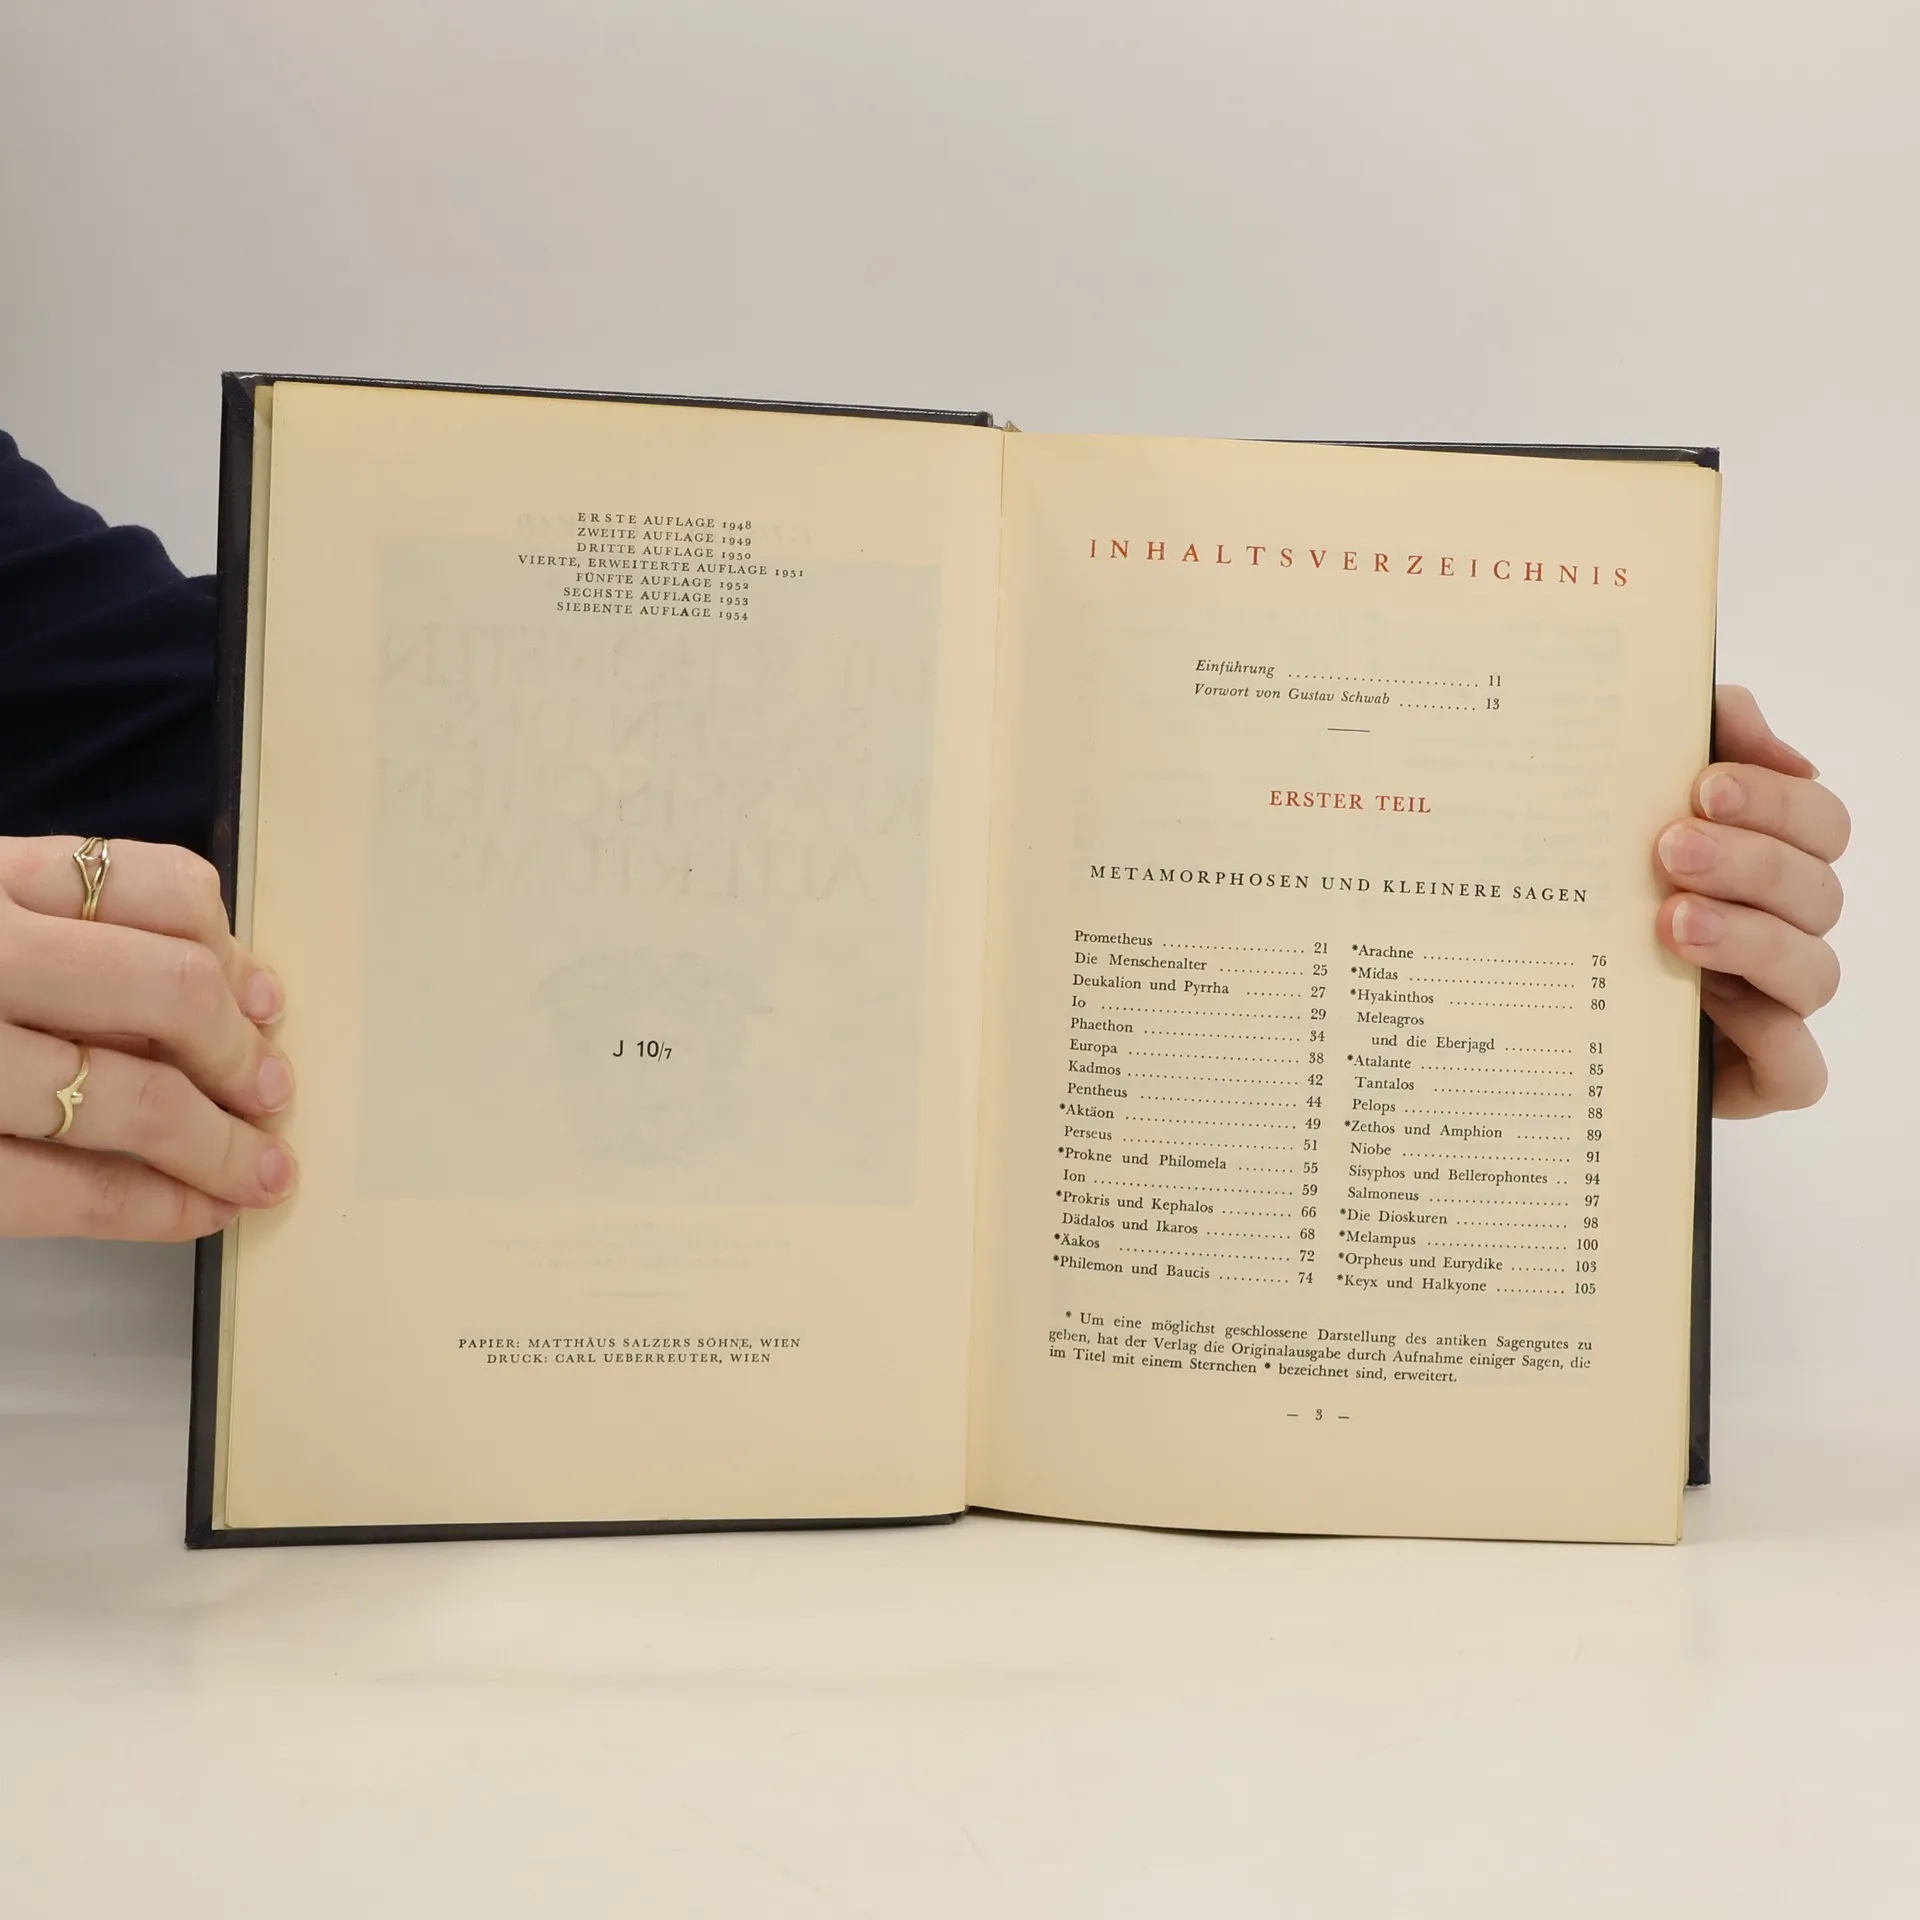 ERSTE AUFLAGE 1948
ZWEITE AUFLAGE 1949
DRITTE AUFLAGE 1950
VIERTE, ERWEITERTE AUFLAGE 1951
FÜNFTE AUFLAGE 1952
SECHSTE AUFLAGE 1953
SIEBENTE AUFLAGE 1954
J 10/7
PAPIER: MATTHÄUS SALZERS SÖHNE, WIEN
DRUCK: CARL UEBERREUTER, WIEN
INHALTSVERZEICHNIS
Einführung ........................ 11
Vorwort von Gustav Schwab .......... 13
ERSTER TEIL
METAMORPHOSEN UND KLEINERE SAGEN
Prometheus .................... 21
Die Menschenalter ............ 25
Deukalion und Pyrrha ........ 27
Io ............................ 29
Phaethon ...................... 34
Europa ........................ 38
Kadmos ........................ 42
Pentheus ...................... 44
*Aktäon ........................ 49
Perseus ........................ 51
*Prokne und Philomela ........ 55
Ion ............................ 59
*Prokris und Kephalos .......... 66
Dädalos und Ikaros ............ 68
*Äakos ........................ 72
*Philemon und Baucis .......... 74
*Arachne ...................... 76
*Midas ........................ 78
*Hyakinthos .................. 80
Meleagros
und die Eberjagd .......... 81
*Atalante ...................... 85
Tantalos .................... 87
Pelops ........................ 88
*Zethos und Amphion ........ 89
Niobe ........................ 91
Sisyphos und Bellerophontes .. 94
Salmoneus .................... 97
*Die Dioskuren ................ 98
*Melampus .................... 100
*Orpheus und Eurydike ........ 103
*Keyx und Halkyone .......... 105
* Um eine möglichst geschlossene Darstellung des antiken Sagengutes zu
geben, hat der Verlag die Originalausgabe durch Aufnahme einiger Sagen, die
im Titel mit einem Sternchen * bezeichnet sind, erweitert.
— 3 —